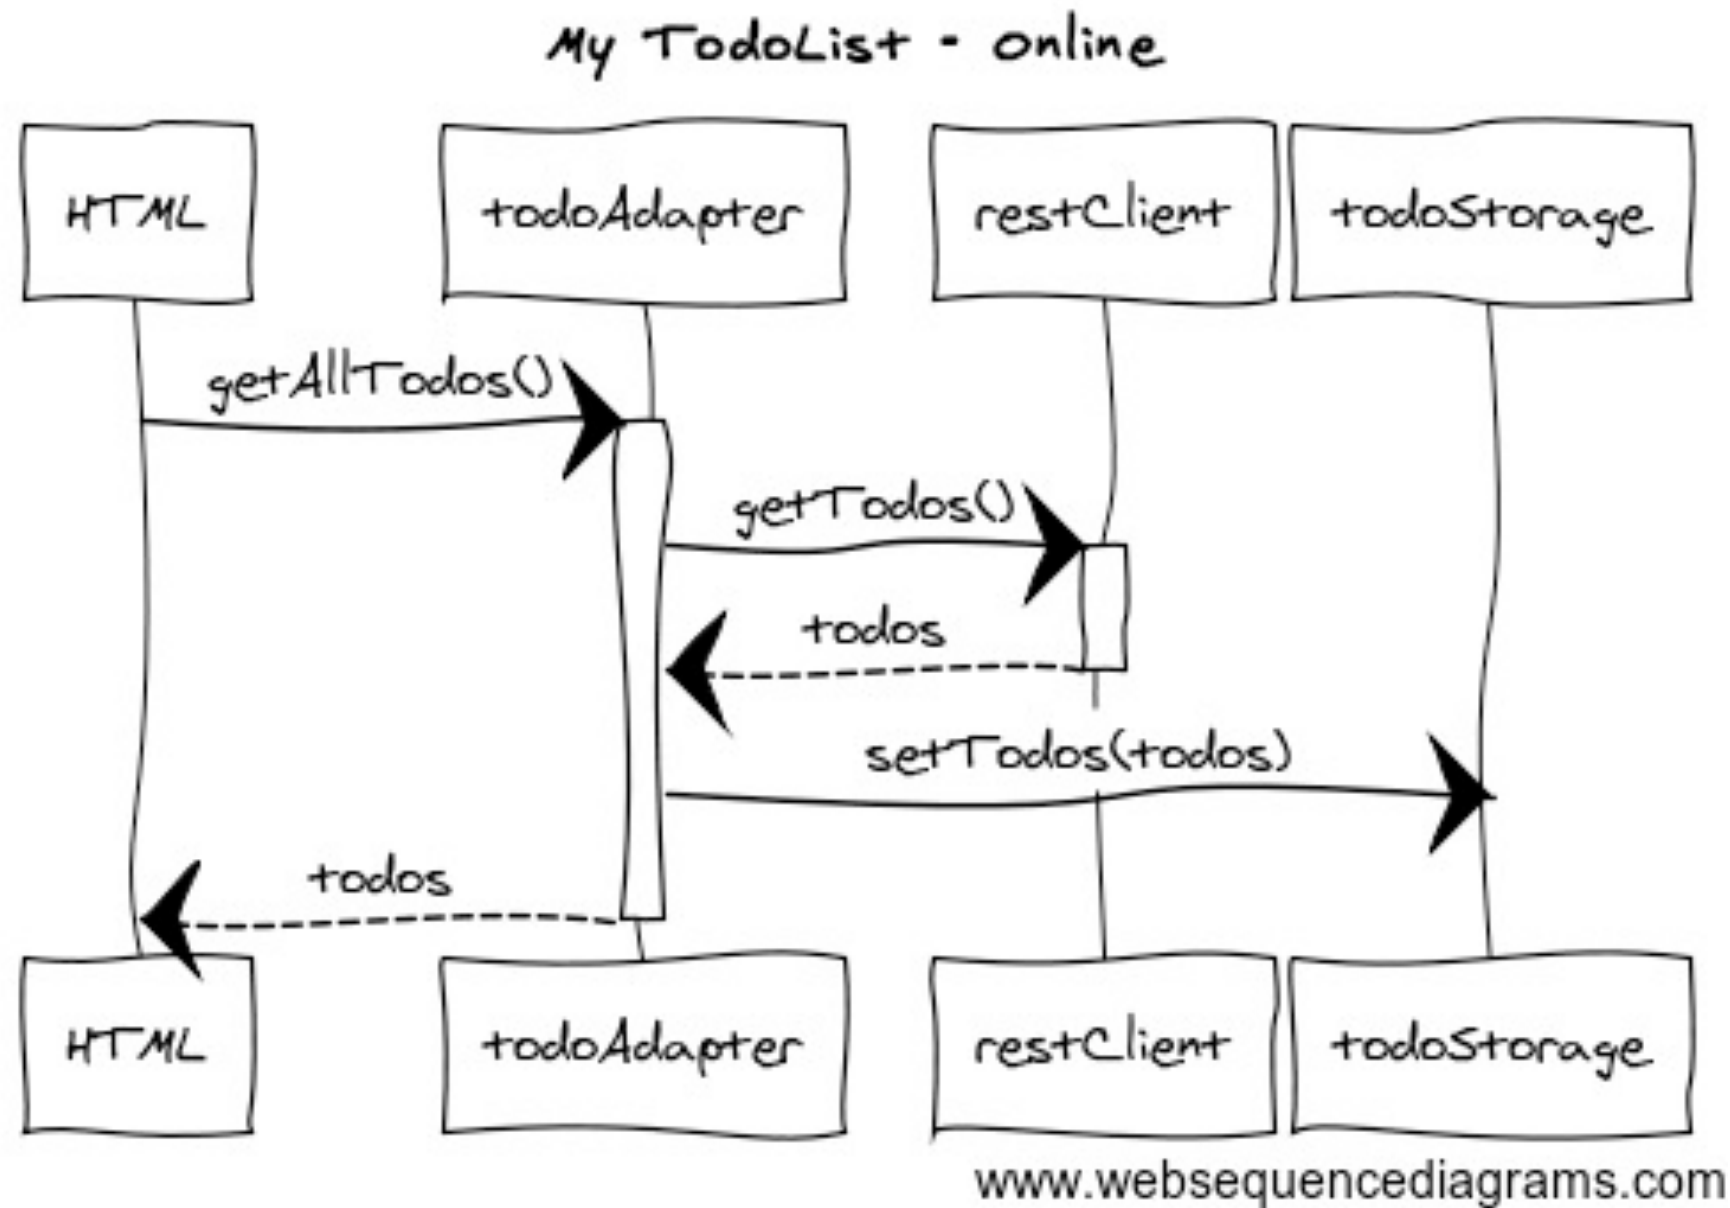 My TodoList - Online
HTML
todoAdapter
restClient
todoStorage
getAllTodos()
getTodos()
todos
setTodos(todos)
todos
HTML
todoAdapter
restClient
todoStorage
www.websequencediagrams.com